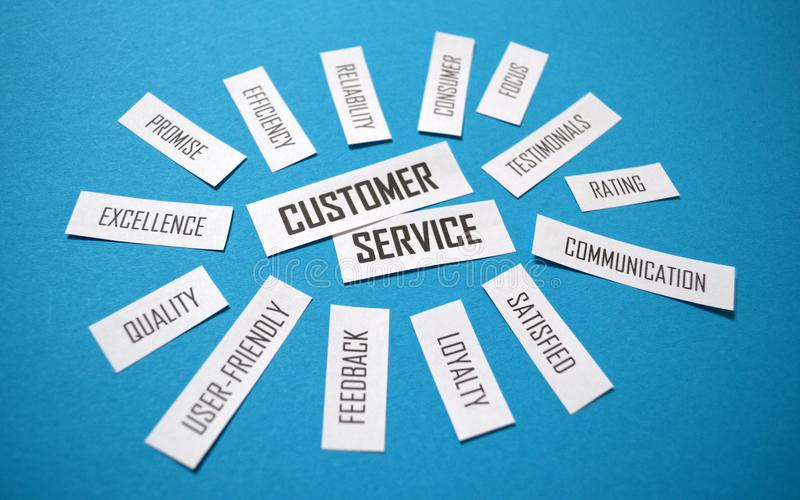 PROMISE
EFFICIENCY
RELIABILITY
CONSUMER
FOCUS
TESTIMONIALS
RATING
EXCELLENCE
CUSTOMER
SERVICE
COMMUNICATION
QUALITY
USER-FRIENDLY
FEEDBACK
LOYALTY
SATISFIED
dreamstime